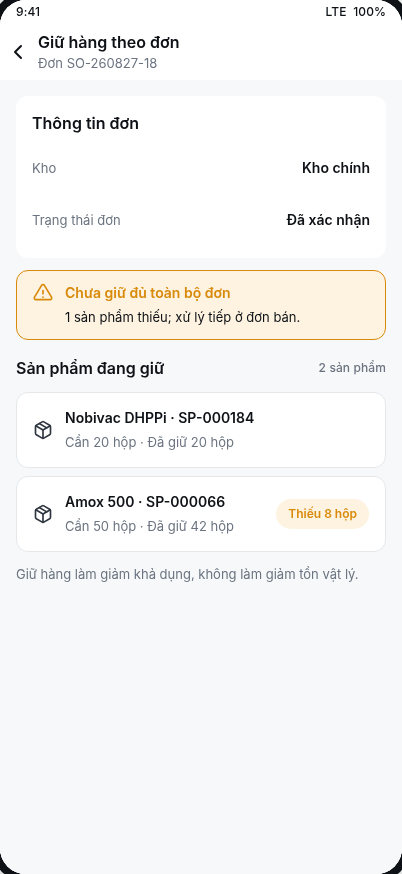 9:41
LTE 100%
Giữ hàng theo đơn
Đơn SO-260827-18
Thông tin đơn
Kho
Kho chính
Trạng thái đơn
Đã xác nhận
Chưa giữ đủ toàn bộ đơn
1 sản phẩm thiếu; xử lý tiếp ở đơn bán.
Sản phẩm đang giữ
2 sản phẩm
Nobivac DHPPi · SP-000184
Cần 20 hộp · Đã giữ 20 hộp
Amox 500 · SP-000066
Cần 50 hộp · Đã giữ 42 hộp
Thiếu 8 hộp
Giữ hàng làm giảm khả dụng, không làm giảm tồn vật lý.